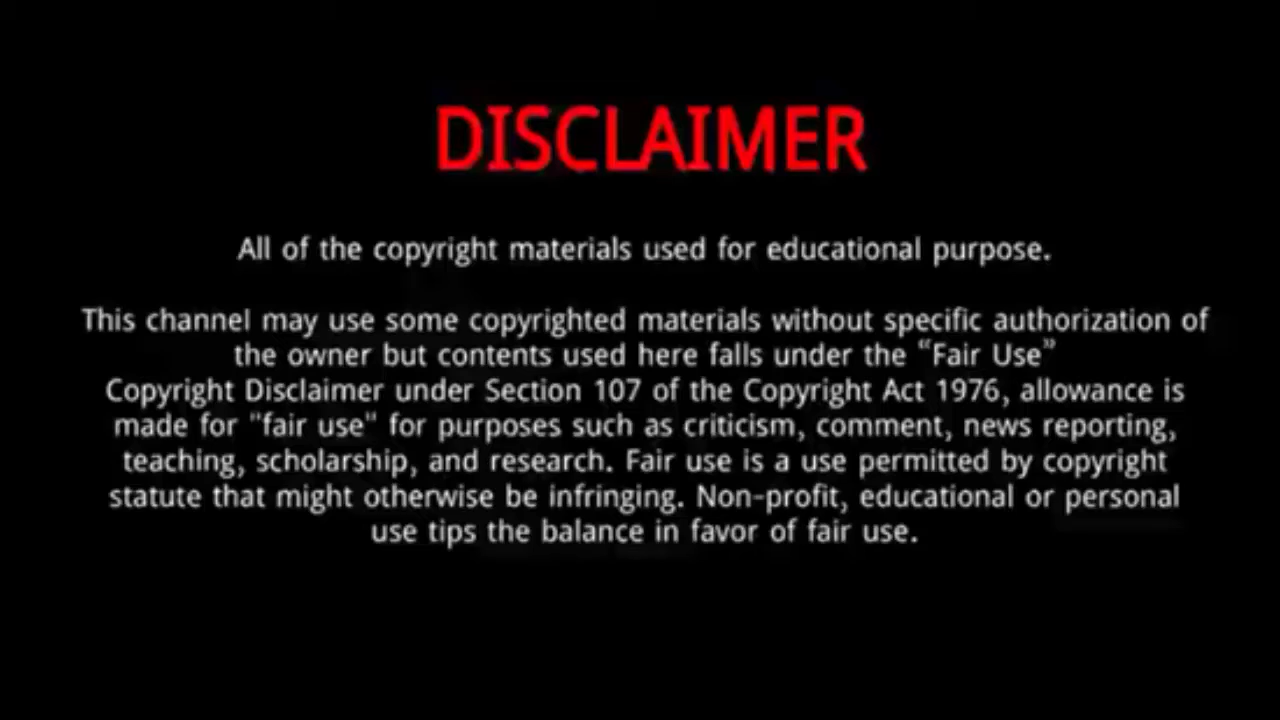 DISCLAIMER
All of the copyright materials used for educational purpose.
This channel may use some copyrighted materials without specific authorization of
the owner but contents used here falls under the “Fair Use”
Copyright Disclaimer under Section 107 of the Copyright Act 1976, allowance is
made for "fair use" for purposes such as criticism, comment, news reporting,
teaching, scholarship, and research. Fair use is a use permitted by copyright
statute that might otherwise be infringing. Non-profit, educational or personal
use tips the balance in favor of fair use.